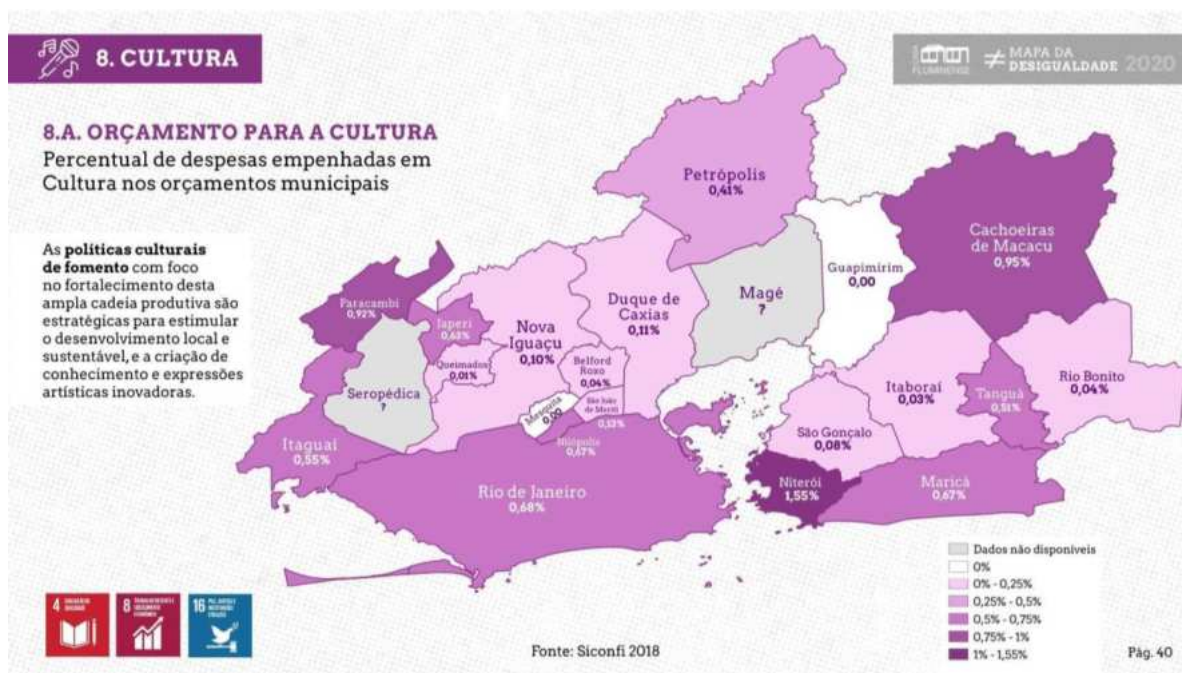 8. CULTURA
FLUMINENSE
≠ MAPA DA
DESIGUALDADE 2020
8.A. ORÇAMENTO PARA A CULTURA
Percentual de despesas empenhadas em
Cultura nos orçamentos municipais
As políticas culturais
de fomento com foco
no fortalecimento desta
ampla cadeia produtiva são
estratégicas para estimular
o desenvolvimento local e
sustentável, e a criação de
conhecimento e expressões
artísticas inovadoras.
Petrópolis
0,41%
Cachoeiras
de Macacu
0,95%
Guapimirim
0,00
Magé
?
Duque de
Caxias
0,11%
Paracambi
0,92%
Japeri
0,63%
Nova
Iguaçu
0,10%
Queimados
0,01%
Belford
Roxo
0,04%
Seropédica
?
Mesquita
0,00
São João
de Meriti
0,13%
Nilópolis
0,67%
Itaguaí
0,55%
Rio de Janeiro
0,68%
Itaboraí
0,03%
Tanguá
0,51%
Rio Bonito
0,04%
São Gonçalo
0,08%
Niterói
1,55%
Maricá
0,67%
Dados não disponíveis
0%
0% - 0,25%
0,25% - 0,5%
0,5% - 0,75%
0,75% - 1%
1% - 1,55%
4
8
16
Fonte: Siconfi 2018
Pág. 40